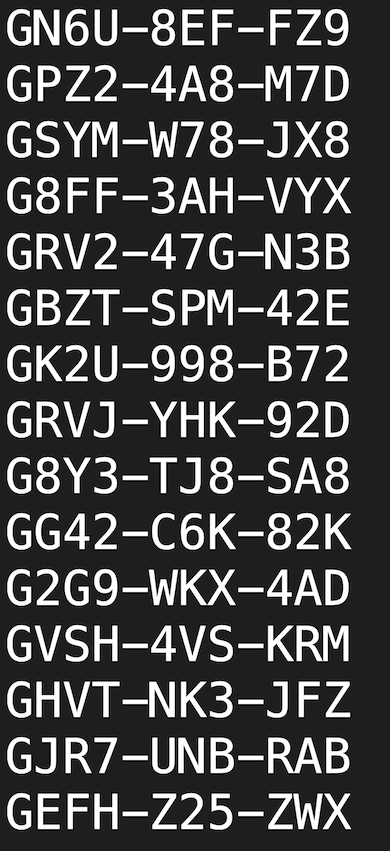 GN6U-8EF-FZ9
GPZ2-4A8-M7D
GSYM-W78-JX8
G8FF-3AH-VYX
GRV2-47G-N3B
GBZT-SPM-42E
GK2U-998-B72
GRVJ-YHK-92D
G8Y3-TJ8-SA8
GG42-C6K-82K
G2G9-WKX-4AD
GVSH-4VS-KRM
GHVT-NK3-JFZ
GJR7-UNB-RAB
GEFH-Z25-ZWX